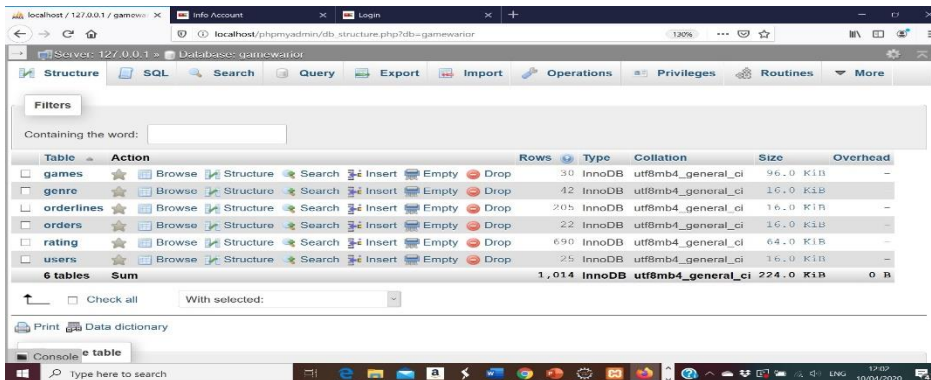 localhost / 127.0.0.1 / gamewar
Info Account
Login
localhost/phpmyadmin/db_structure.php?db=gamewarior
130%
Server: 127.0.0.1 » Database: gamewarior
Structure SQL Search Query Export Import Operations Privileges Routines More
Filters
Containing the word:
Table Action Rows Type Collation Size Overhead
games Browse Structure Search Insert Empty Drop 30 InnoDB utf8mb4_general_ci 96.0 KiB -
genre Browse Structure Search Insert Empty Drop 42 InnoDB utf8mb4_general_ci 16.0 KiB -
orderlines Browse Structure Search Insert Empty Drop 205 InnoDB utf8mb4_general_ci 16.0 KiB -
orders Browse Structure Search Insert Empty Drop 22 InnoDB utf8mb4_general_ci 16.0 KiB -
rating Browse Structure Search Insert Empty Drop 690 InnoDB utf8mb4_general_ci 64.0 KiB -
users Browse Structure Search Insert Empty Drop 25 InnoDB utf8mb4_general_ci 16.0 KiB -
6 tables Sum 1,014 InnoDB utf8mb4_general_ci 224.0 KiB 0 B
Check all With selected:
Print Data dictionary
Console e table
Type here to search
ENG
12:02
10/04/2020